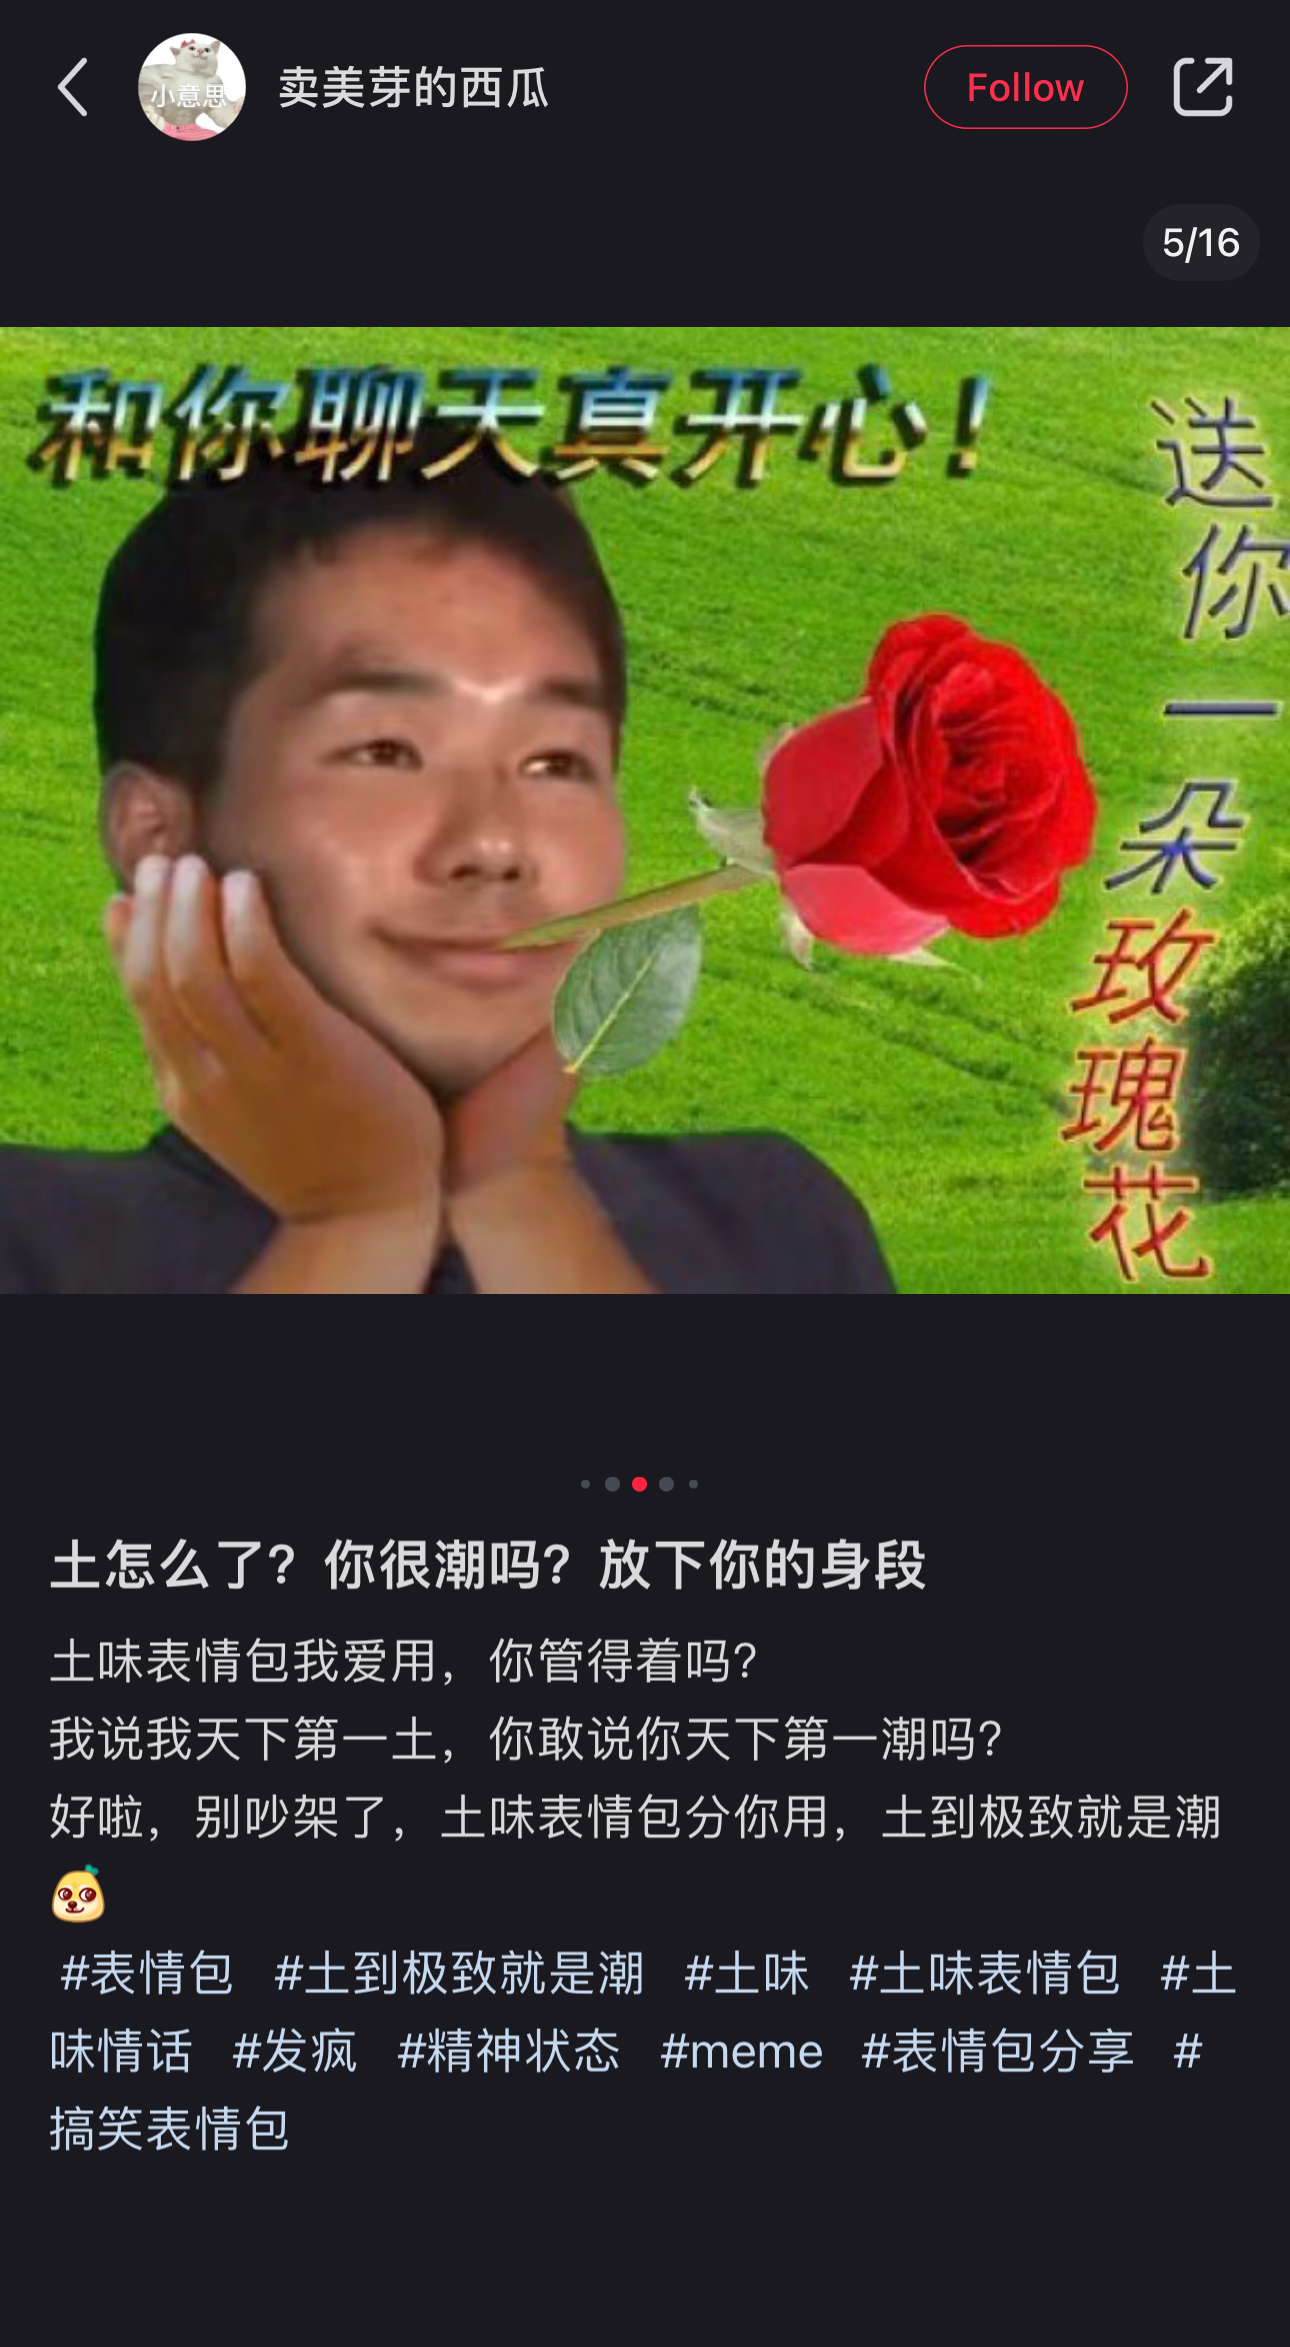 小意思
卖美芽的西瓜
Follow
5/16
和你聊天真开心！
送你一朵玫瑰花
土怎么了？你很潮吗？放下你的身段
土味表情包我爱用，你管得着吗？
我说我天下第一土，你敢说你天下第一潮吗？
好啦，别吵架了，土味表情包分你用，土到极致就是潮
#表情包 #土到极致就是潮 #土味 #土味表情包 #土
味情话 #发疯 #精神状态 #meme #表情包分享 #
搞笑表情包